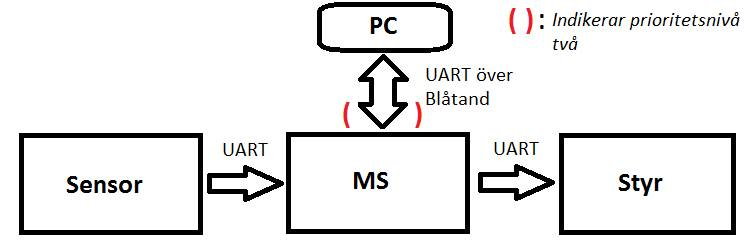 PC
( ) : Indikerar prioritetsnivå
två
UART över
Blåtand
( )
UART
UART
Sensor
MS
Styr